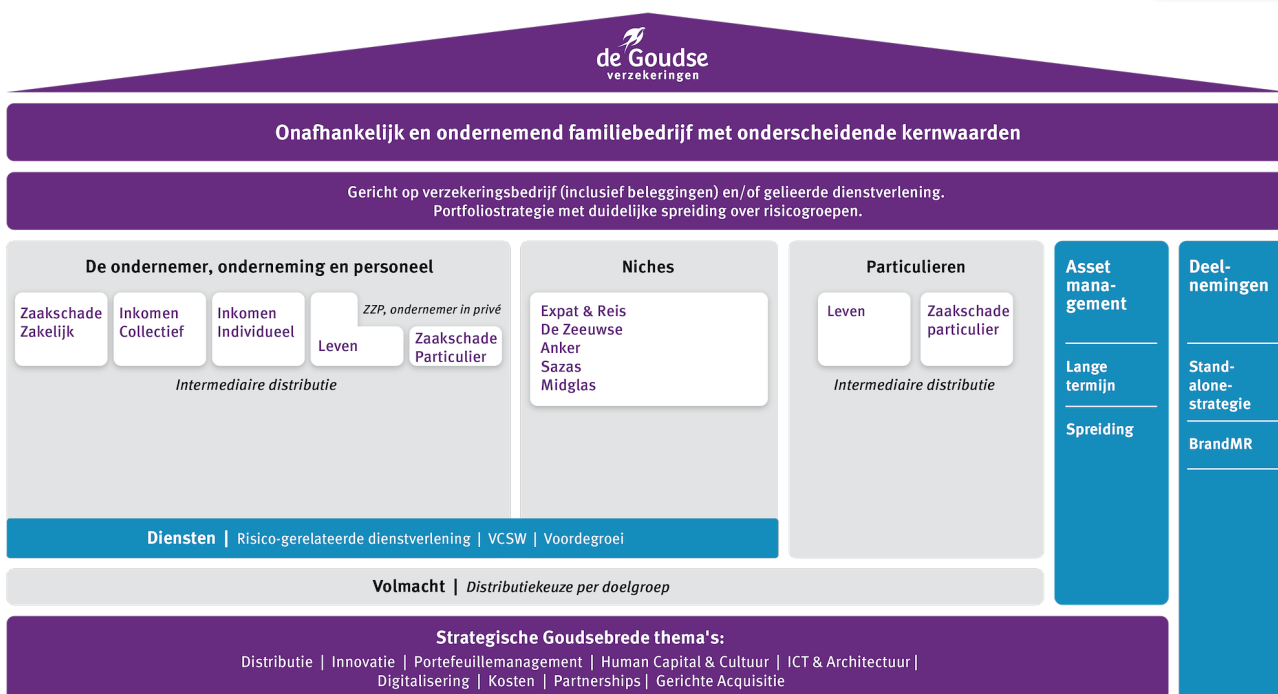 de Goudse
verzekeringen
Onafhankelijk en ondernemend familiebedrijf met onderscheidende kernwaarden
Gericht op verzekeringsbedrijf (inclusief beleggingen) en/of gelieerde dienstverlening.
Portfoliostrategie met duidelijke spreiding over risicogroepen.
De ondernemer, onderneming en personeel
Zaakschade
Zakelijk
Inkomen
Collectief
Inkomen
Individueel
Leven
ZZP, ondernemer in privé
Zaakschade
Particulier
Intermediaire distributie
Niches
Expat & Reis
De Zeeuwse
Anker
Sazas
Midglas
Particulieren
Leven
Zaakschade
particulier
Intermediaire distributie
Asset
mana-
gement
Lange
termijn
Spreiding
Deel-
nemingen
Stand-
alone-
strategie
BrandMR
Diensten | Risico-gerelateerde dienstverlening | VCSW | Voordegroei
Volmacht | Distributiekeuze per doelgroep
Strategische Goudsebrede thema's:
Distributie | Innovatie | Portefeuillemanagement | Human Capital & Cultuur | ICT & Architectuur |
Digitalisering | Kosten | Partnerships | Gerichte Acquisitie